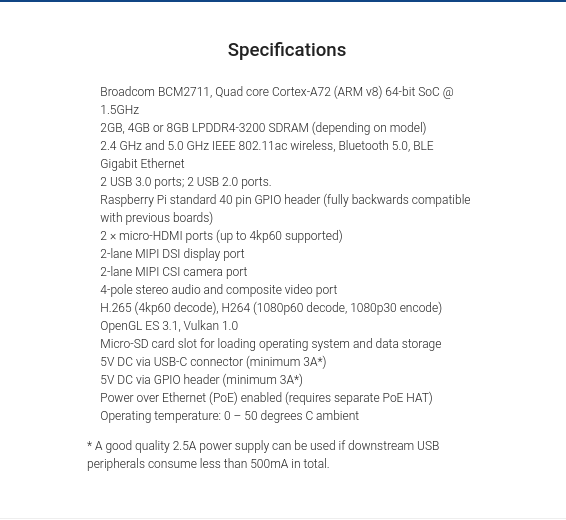 Specifications
Broadcom BCM2711, Quad core Cortex-A72 (ARM v8) 64-bit SoC @
1.5GHz
2GB, 4GB or 8GB LPDDR4-3200 SDRAM (depending on model)
2.4 GHz and 5.0 GHz IEEE 802.11ac wireless, Bluetooth 5.0, BLE
Gigabit Ethernet
2 USB 3.0 ports; 2 USB 2.0 ports.
Raspberry Pi standard 40 pin GPIO header (fully backwards compatible
with previous boards)
2 × micro-HDMI ports (up to 4kp60 supported)
2-lane MIPI DSI display port
2-lane MIPI CSI camera port
4-pole stereo audio and composite video port
H.265 (4kp60 decode), H264 (1080p60 decode, 1080p30 encode)
OpenGL ES 3.1, Vulkan 1.0
Micro-SD card slot for loading operating system and data storage
5V DC via USB-C connector (minimum 3A*)
5V DC via GPIO header (minimum 3A*)
Power over Ethernet (PoE) enabled (requires separate PoE HAT)
Operating temperature: 0 – 50 degrees C ambient
* A good quality 2.5A power supply can be used if downstream USB
peripherals consume less than 500mA in total.